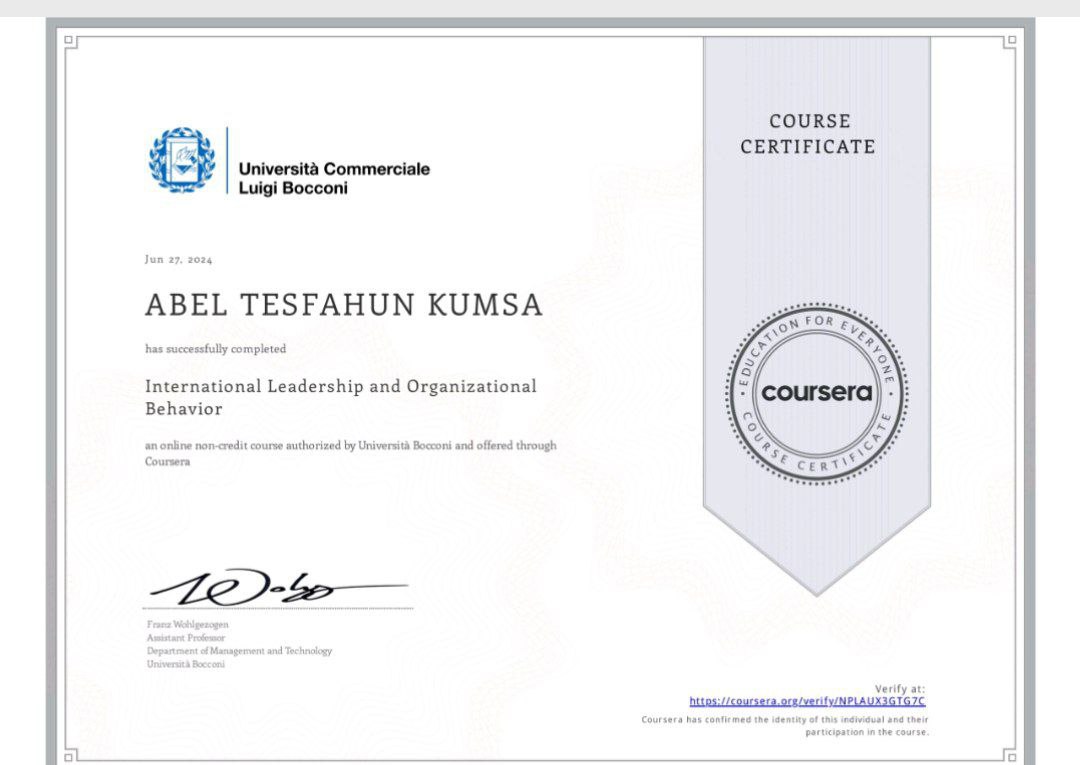 Università Commerciale
Luigi Bocconi
COURSE
CERTIFICATE
Jun 27, 2024
ABEL TESFAHUN KUMSA
has successfully completed
International Leadership and Organizational
Behavior
an online non-credit course authorized by Università Bocconi and offered through
Coursera
EDUCATION FOR EVERYONE
coursera
COURSE CERTIFICATE
Franz Wohlgezogen
Assistant Professor
Department of Management and Technology
Università Bocconi
Verify at:
https://coursera.org/verify/NPLAUX3GTG7C
Coursera has confirmed the identity of this individual and their
participation in the course.